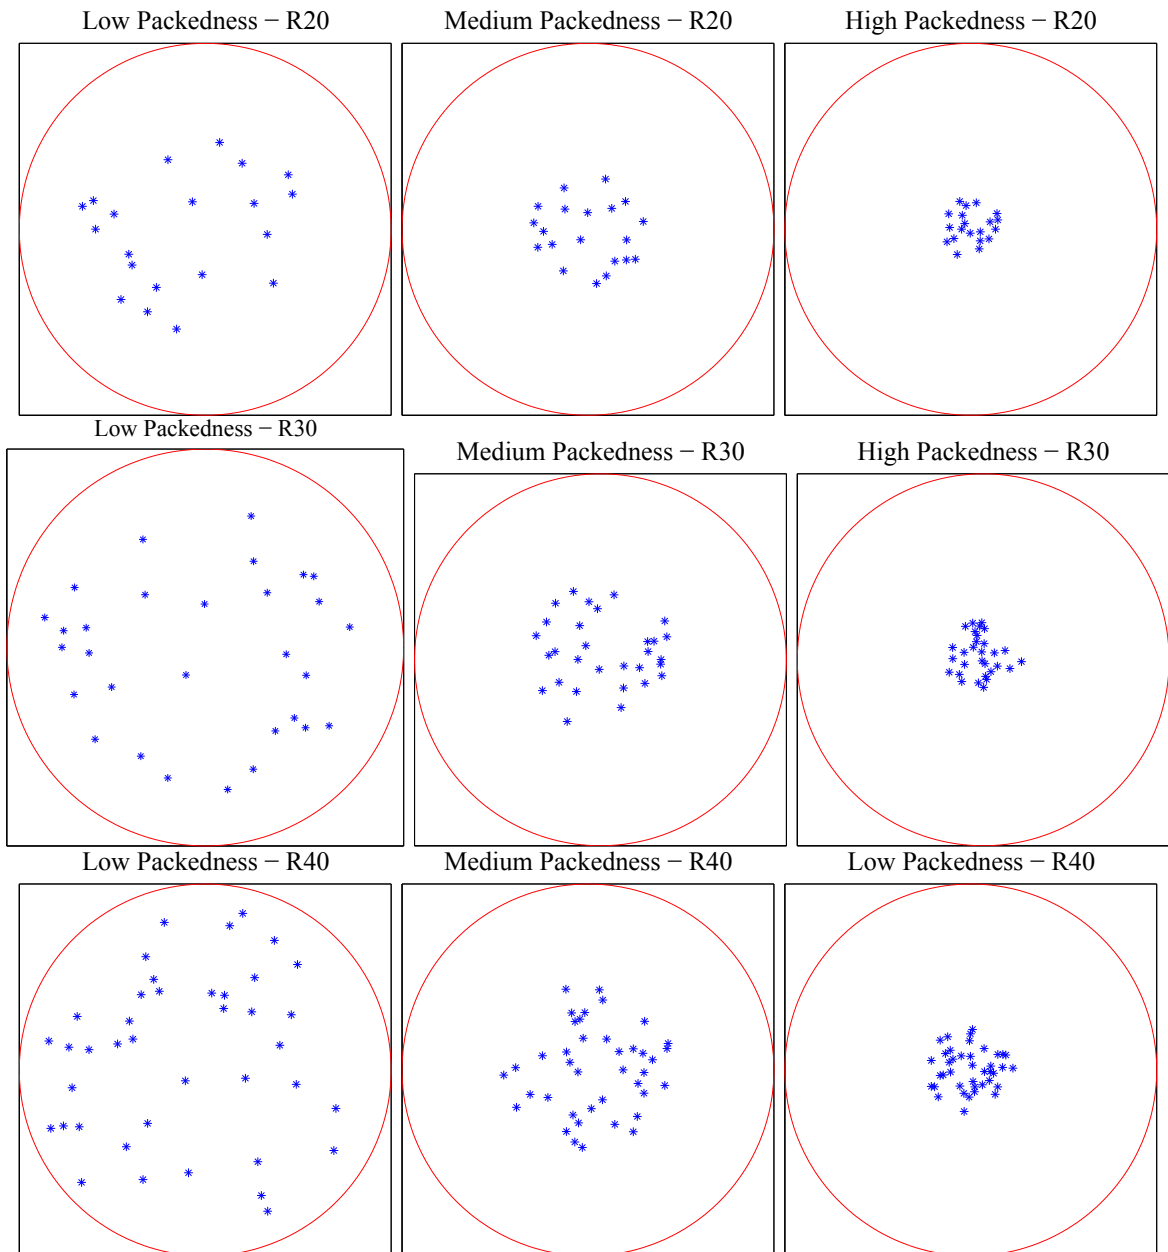 Low Packedness − R20
Medium Packedness − R20
High Packedness − R20
Low Packedness − R30
Medium Packedness − R30
High Packedness − R30
Low Packedness − R40
Medium Packedness − R40
Low Packedness − R40